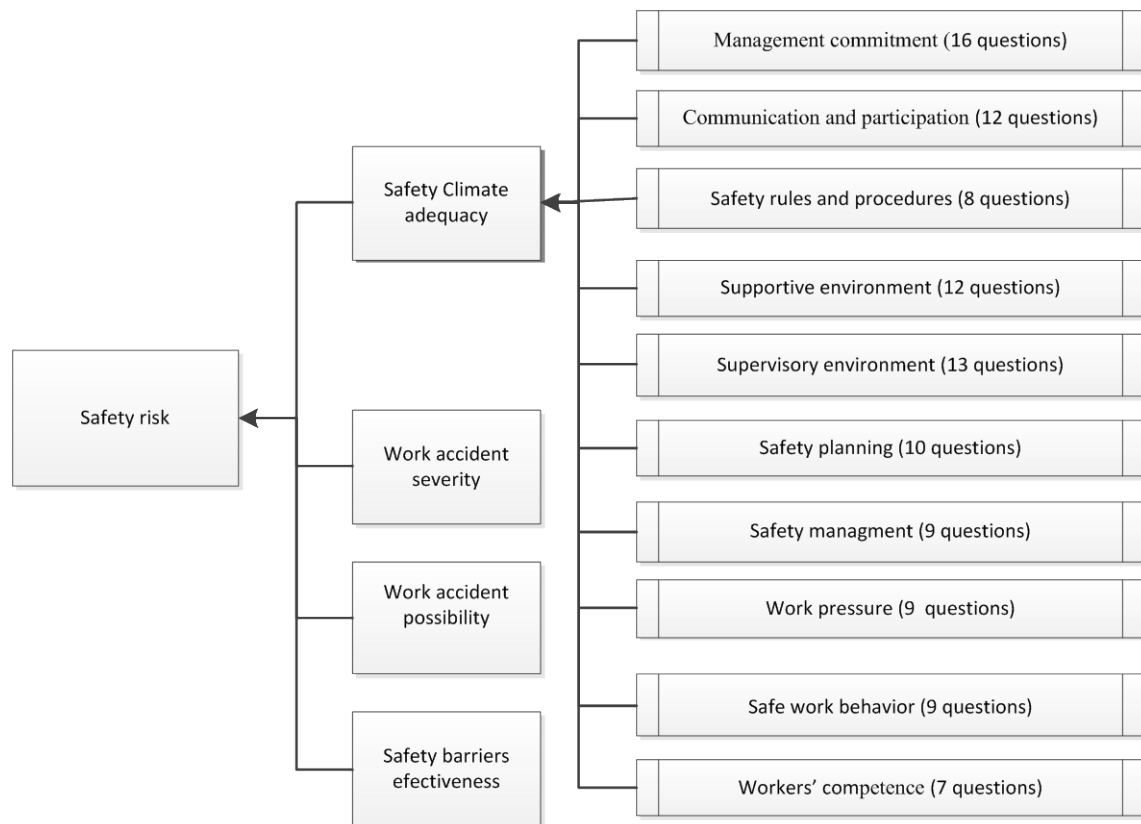 Safety risk
Safety Climate
adequacy
Work accident
severity
Work accident
possibility
Safety barriers
efectiveness
Management commitment (16 questions)
Communication and participation (12 questions)
Safety rules and procedures (8 questions)
Supportive environment (12 questions)
Supervisory environment (13 questions)
Safety planning (10 questions)
Safety managment (9 questions)
Work pressure (9  questions)
Safe work behavior (9 questions)
Workers’ competence (7 questions)